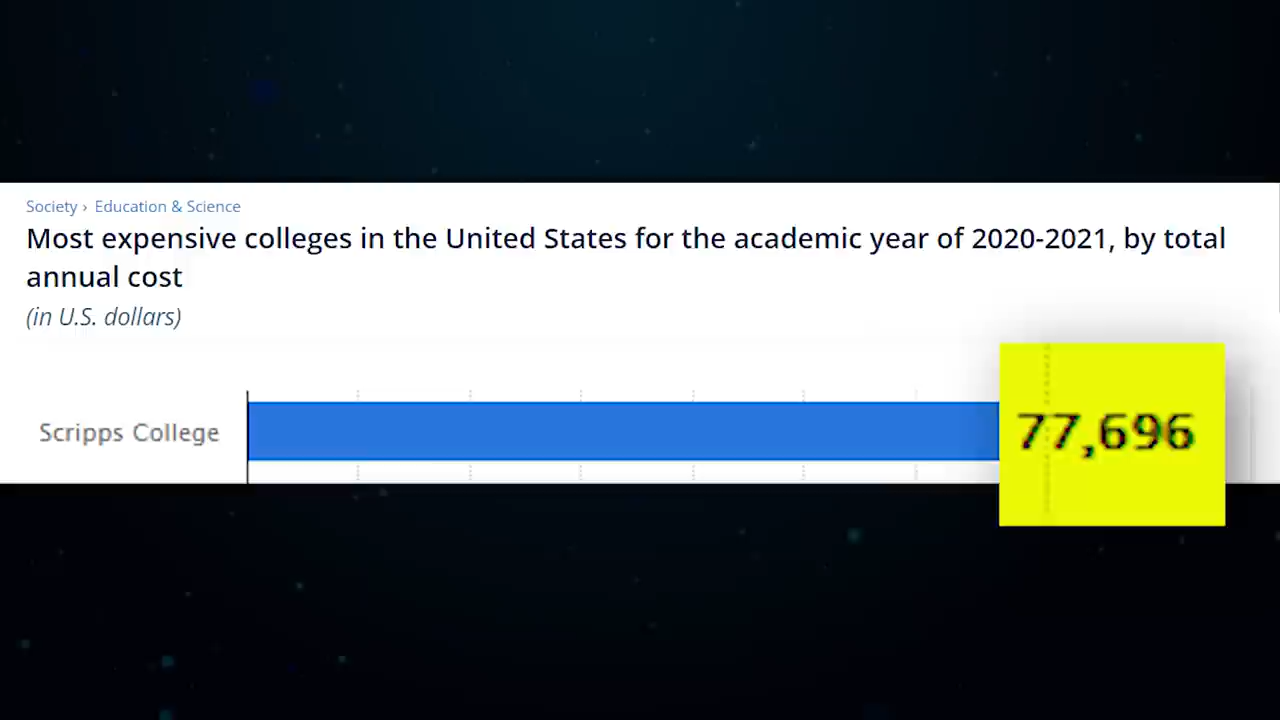 Society › Education & Science
Most expensive colleges in the United States for the academic year of 2020-2021, by total
annual cost
(in U.S. dollars)
Scripps College
77,696